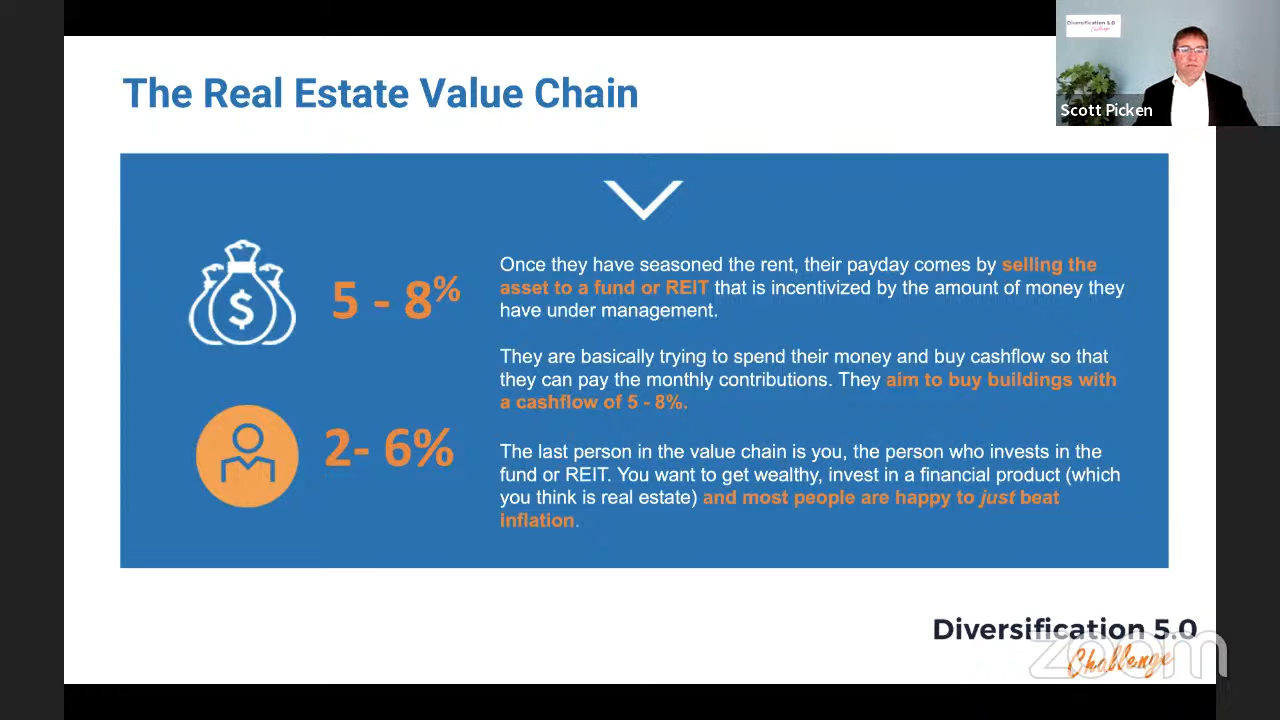 Diversification 5.0
Challenge
Scott Picken
The Real Estate Value Chain
5 - 8%
Once they have seasoned the rent, their payday comes by selling the
asset to a fund or REIT that is incentivized by the amount of money they
have under management.
They are basically trying to spend their money and buy cashflow so that
they can pay the monthly contributions. They aim to buy buildings with
a cashflow of 5 - 8%.
2- 6%
The last person in the value chain is you, the person who invests in the
fund or REIT. You want to get wealthy, invest in a financial product (which
you think is real estate) and most people are happy to just beat
inflation.
Diversification 5.0
Challenge
zoom